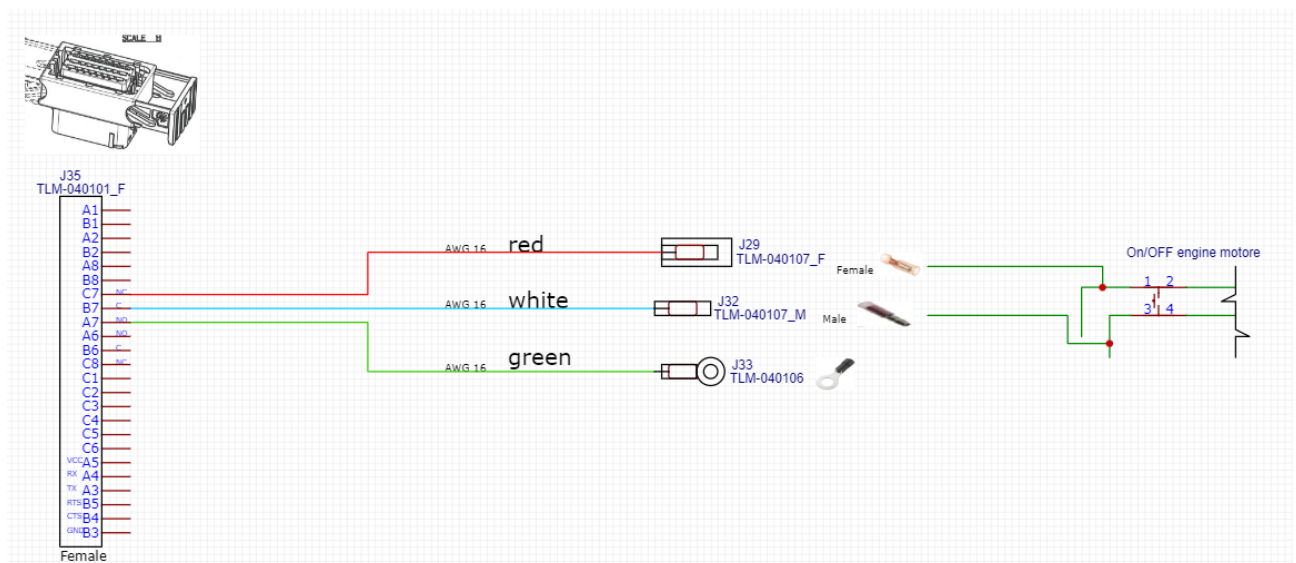 SCALE
J35
TLM-040101_F
A1
B1
A2
B2
A8
B8
C7 NC
B7 C
A7 NO
A6 NO
B6 C
C8 NC
C1
C2
C3
C4
C5
C6
VCC A5
RX A4
TX A3
RTS B5
CTS B4
GND B3
Female
AWG 16 red
AWG 16 white
AWG 16 green
J29
TLM-040107_F
J32
TLM-040107_M
J33
TLM-040106
Female
Male
On/OFF engine motore
1 2
3 4